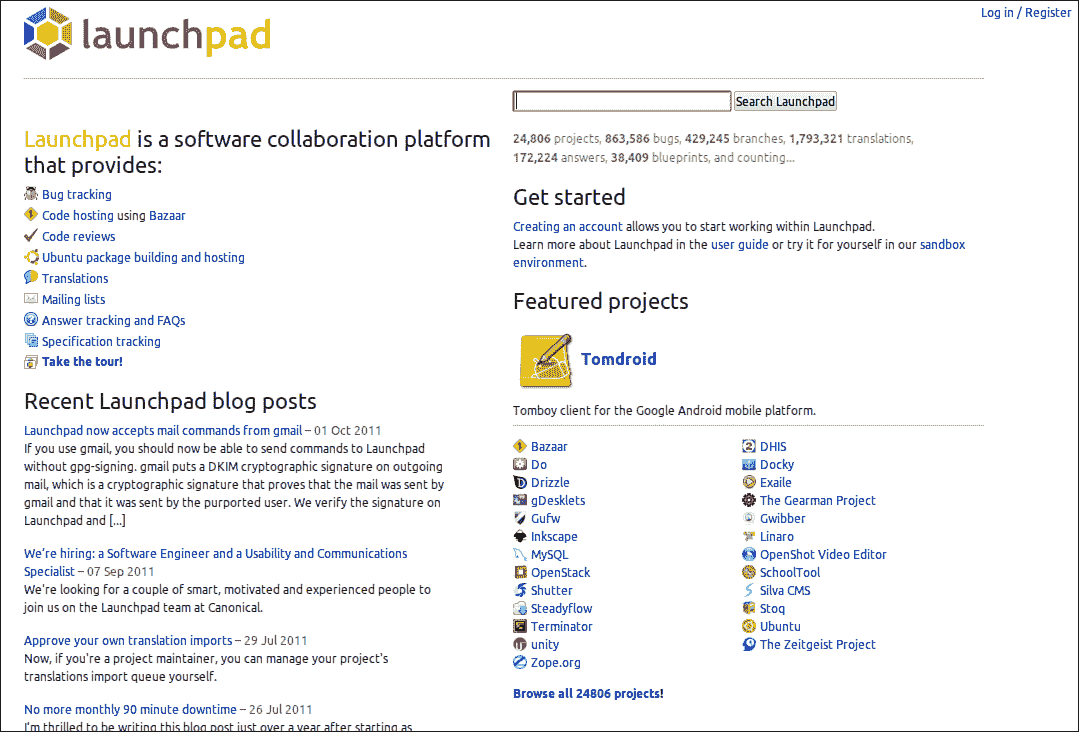 Log in / Register
launchpad
Search Launchpad
Launchpad is a software collaboration platform
that provides:
Bug tracking
Code hosting using Bazaar
Code reviews
Ubuntu package building and hosting
Translations
Mailing lists
Answer tracking and FAQs
Specification tracking
Take the tour!
Recent Launchpad blog posts
Launchpad now accepts mail commands from gmail – 01 Oct 2011
If you use gmail, you should now be able to send commands to Launchpad
without gpg-signing. gmail puts a DKIM cryptographic signature on outgoing
mail, which is a cryptographic signature that proves that the mail was sent by
gmail and that it was sent by the purported user. We verify the signature on
Launchpad and [...]
We're hiring: a Software Engineer and a Usability and Communications
Specialist – 07 Sep 2011
We're looking for a couple of smart, motivated and experienced people to
join us on the Launchpad team at Canonical.
Approve your own translation imports – 29 Jul 2011
Now, if you're a project maintainer, you can manage your project's
translations import queue yourself.
No more monthly 90 minute downtime – 26 Jul 2011
I'm thrilled to be writing this blog post just over a year after starting as
24,806 projects, 863,586 bugs, 429,245 branches, 1,793,321 translations,
172,224 answers, 38,409 blueprints, and counting...
Get started
Creating an account allows you to start working within Launchpad.
Learn more about Launchpad in the user guide or try it for yourself in our sandbox
environment.
Featured projects
Tomdroid
Tomboy client for the Google Android mobile platform.
Bazaar
Do
Drizzle
gDesklets
Gufw
Inkscape
MySQL
OpenStack
Shutter
Steadyflow
Terminator
unity
Zope.org
DHIS
Docky
Exaile
The Gearman Project
Gwibber
Linaro
OpenShot Video Editor
SchoolTool
Silva CMS
Stoq
Ubuntu
The Zeitgeist Project
Browse all 24806 projects!